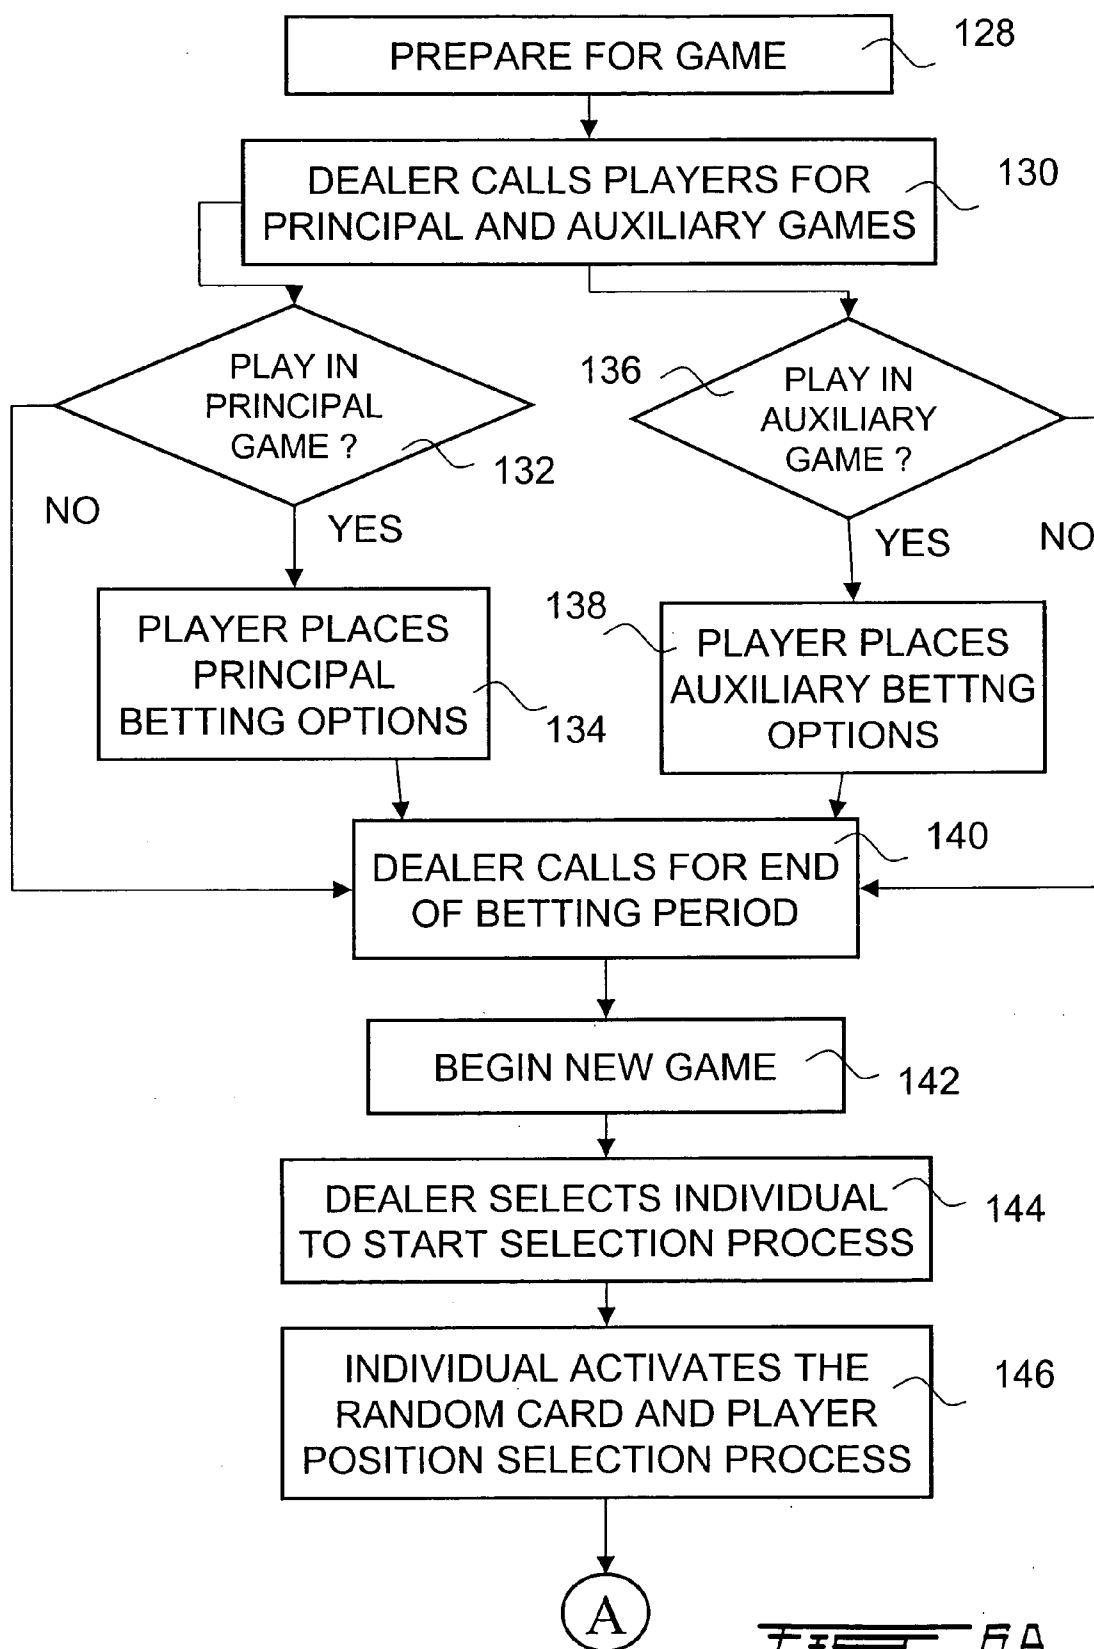 PREPARE FOR GAME
128
DEALER CALLS PLAYERS FOR
PRINCIPAL AND AUXILIARY GAMES
130
PLAY IN
PRINCIPAL
GAME ?
132
136
PLAY IN
AUXILIARY
GAME ?
NO
YES
YES
NO
PLAYER PLACES
PRINCIPAL
BETTING OPTIONS
134
138
PLAYER PLACES
AUXILIARY BETTNG
OPTIONS
DEALER CALLS FOR END
OF BETTING PERIOD
140
BEGIN NEW GAME
142
DEALER SELECTS INDIVIDUAL
TO START SELECTION PROCESS
144
INDIVIDUAL ACTIVATES THE
RANDOM CARD AND PLAYER
POSITION SELECTION PROCESS
146
A